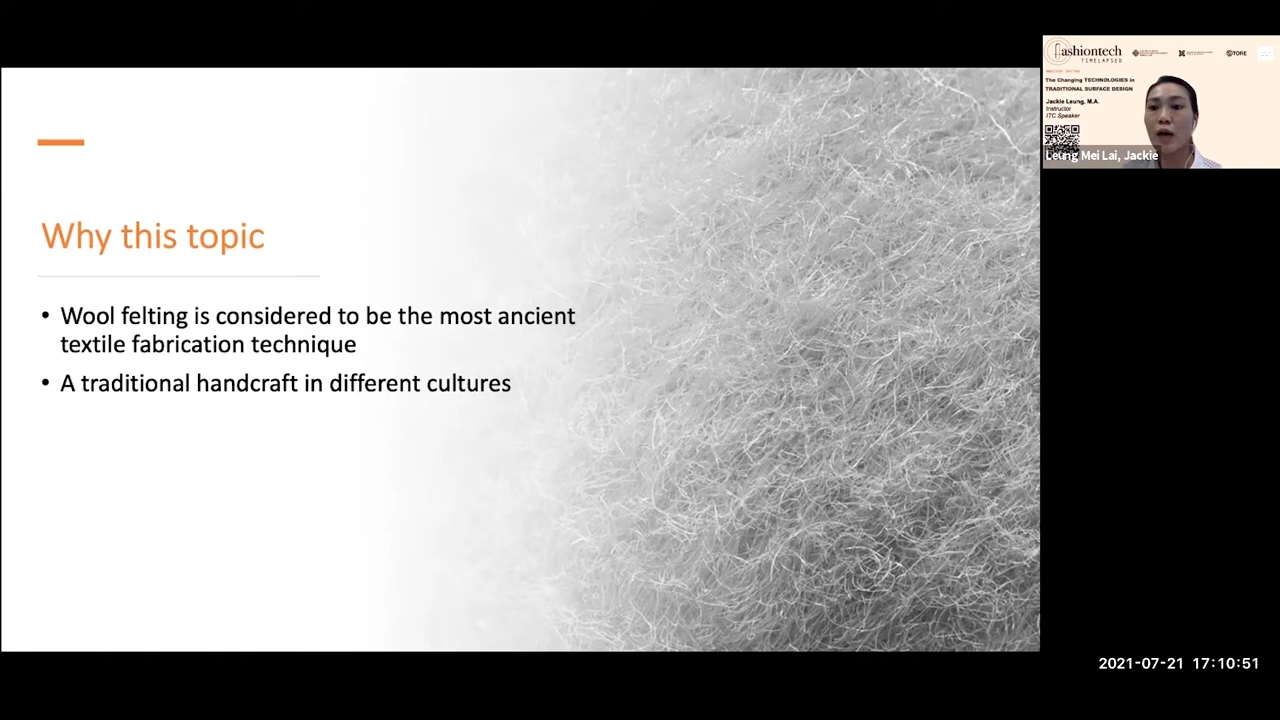 Why this topic
• Wool felting is considered to be the most ancient
textile fabrication technique
• A traditional handcraft in different cultures
fashiontech
TIMELAPSED
STORE
The Changing TECHNOLOGIES in
TRADITIONAL SURFACE DESIGN
Jackie Leung, M.A.
Instructor
ITC Speaker
Leung Mei Lai, Jackie
2021-07-21 17:10:51